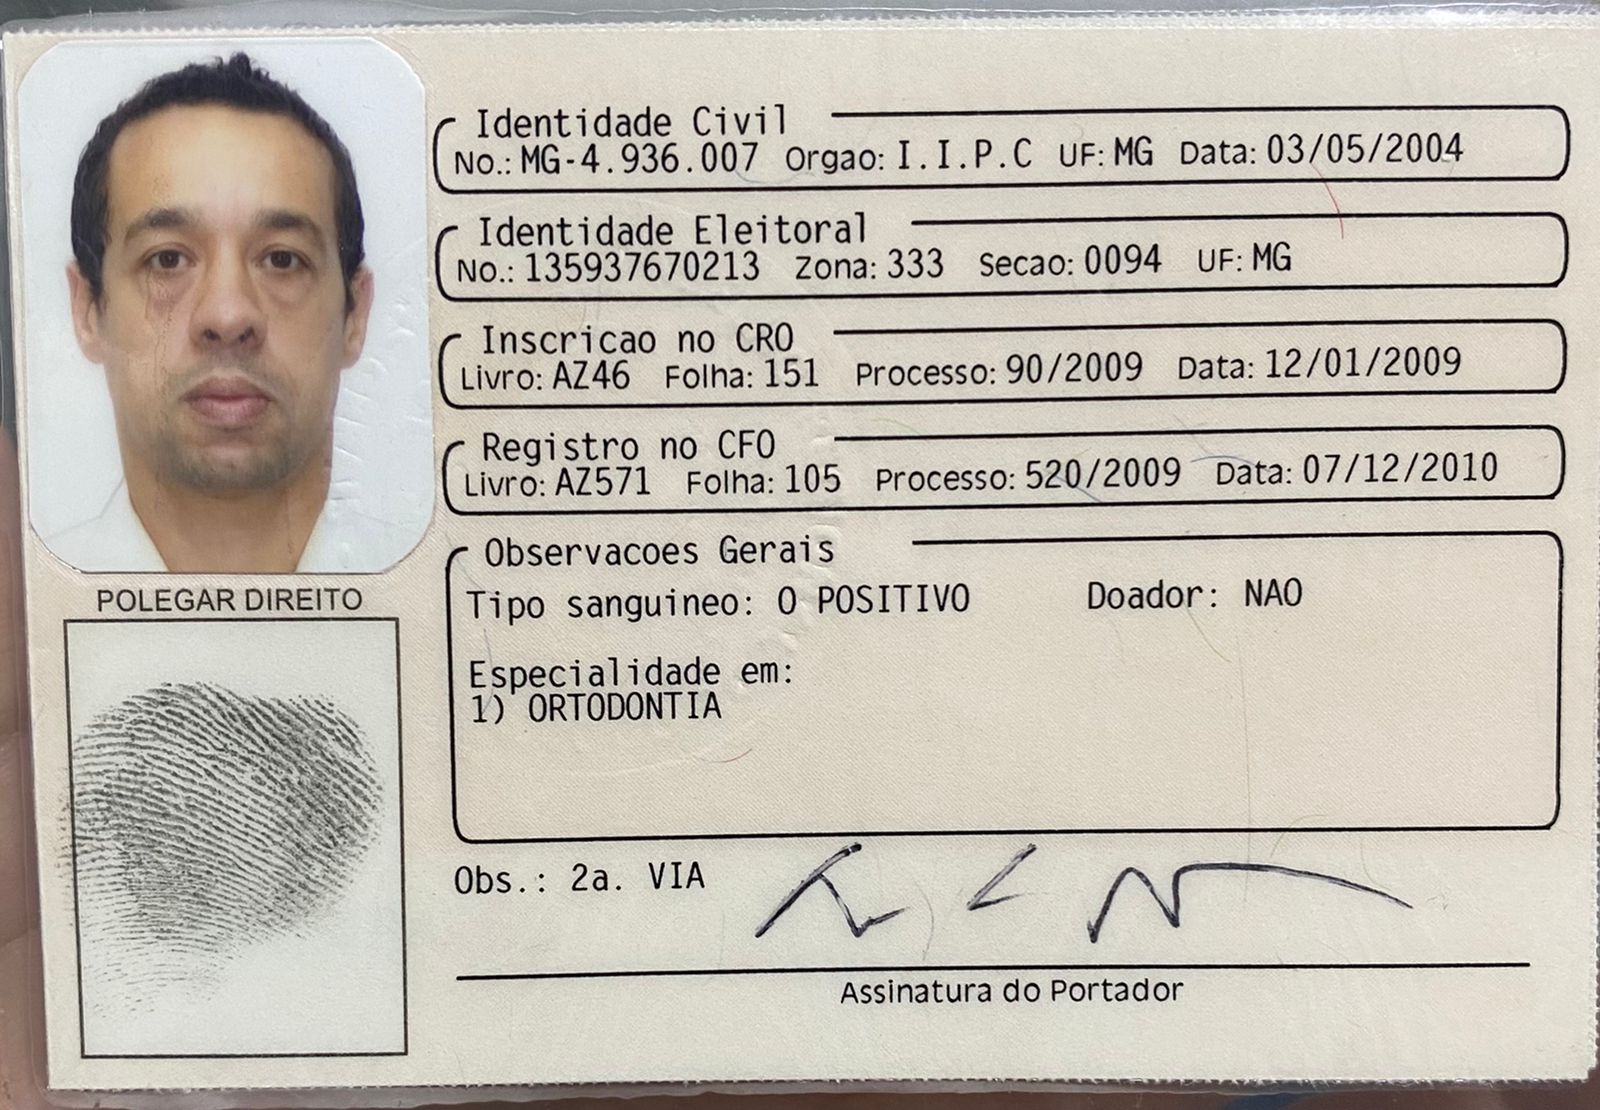 Identidade Civil
No.: MG-4.936.007 Orgao: I.I.P.C UF: MG Data: 03/05/2004
Identidade Eleitoral
No.: 135937670213 Zona: 333 Secao: 0094 UF: MG
Inscricao no CRO
Livro: AZ46 Folha: 151 Processo: 90/2009 Data: 12/01/2009
Registro no CFO
Livro: AZ571 Folha: 105 Processo: 520/2009 Data: 07/12/2010
Observacoes Gerais
Tipo sanguineo: O POSITIVO Doador: NAO
Especialidade em:
1) ORTODONTIA
POLEGAR DIREITO
Obs.: 2a. VIA
Assinatura do Portador